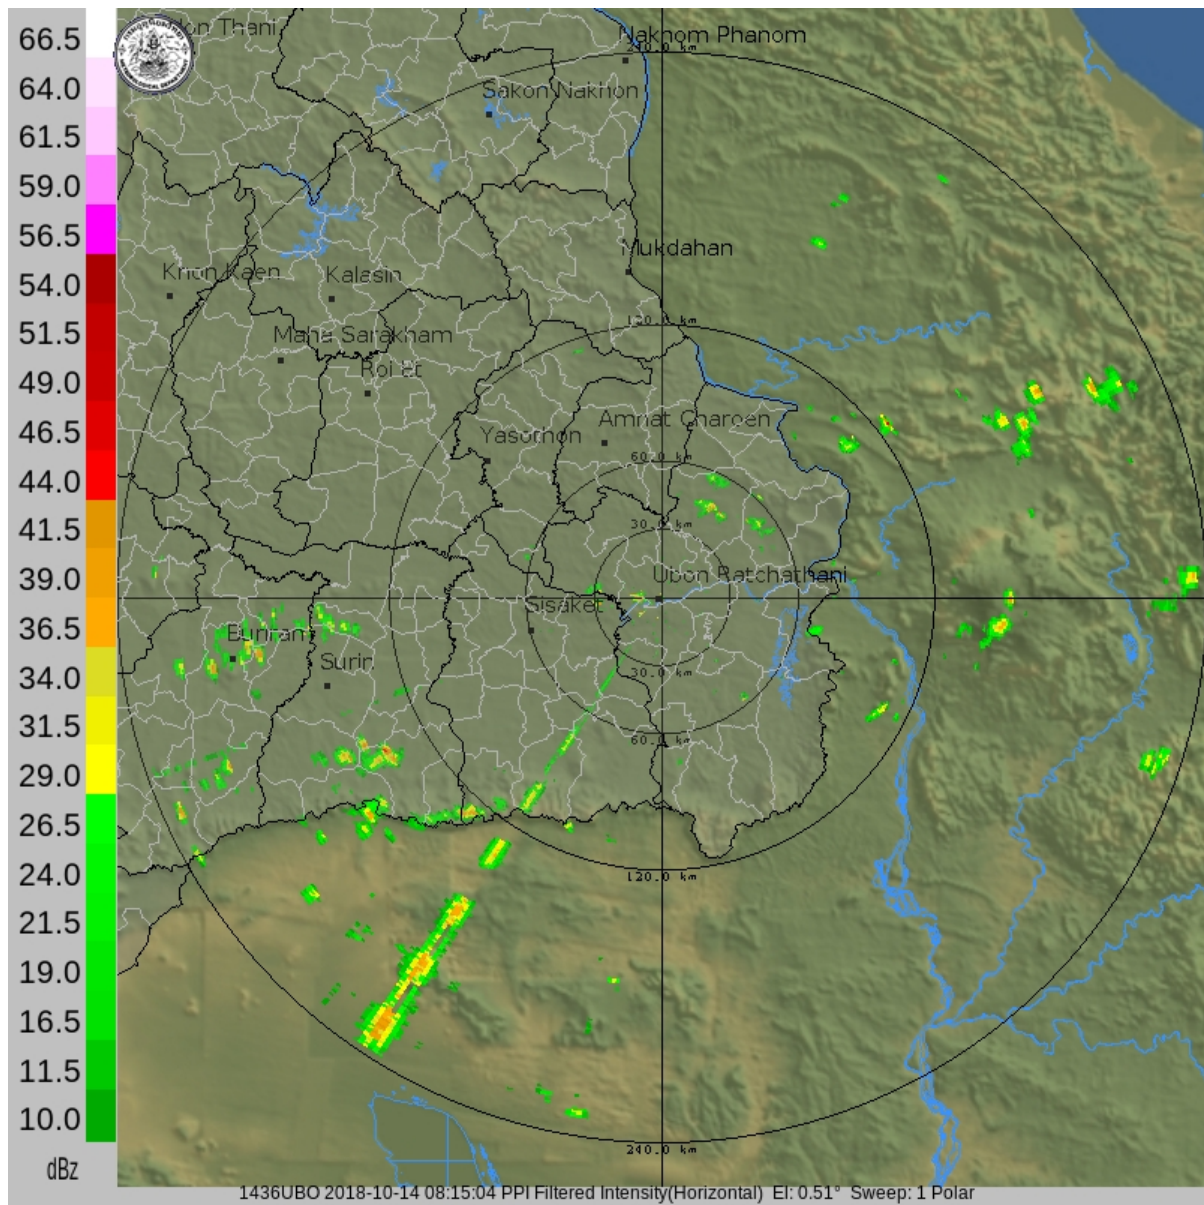 66.5
64.0
61.5
59.0
56.5
54.0
51.5
49.0
46.5
44.0
41.5
39.0
36.5
34.0
31.5
29.0
26.5
24.0
21.5
19.0
16.5
11.5
10.0
dBz
Thani
Nakhom Phanom
Sakon Nakhon
Mukdahan
Khon Kaen
Kalasin
120.0 km
Maha Sarakham
Roi Et
Amnat Charoen
Yasothon
60.0 km
30.0 km
Ubon Ratchathani
Sisaket
Buriram
Surin
30.0 km
60.0 km
120.0 km
240.0 km
1436UBO 2018-10-14 08:15:04 PPI Filtered Intensity(Horizontal) El: 0.51° Sweep: 1 Polar